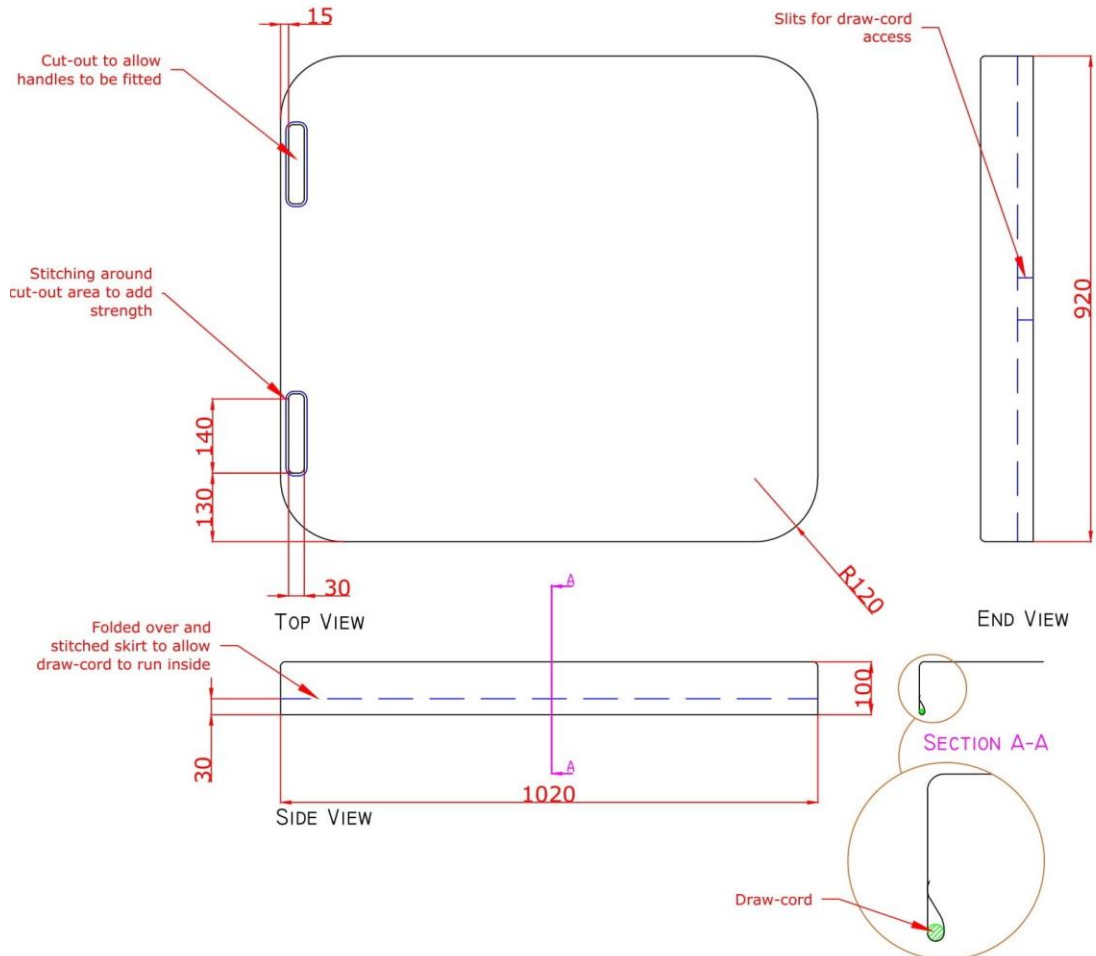 15
Cut-out to allow
handles to be fitted
Slits for draw-cord
access
920
Stitching around
cut-out area to add
strength
140
130
30
R120
TOP VIEW
END VIEW
A
Folded over and
stitched skirt to allow
draw-cord to run inside
100
30
A
1020
SIDE VIEW
SECTION A-A
Draw-cord